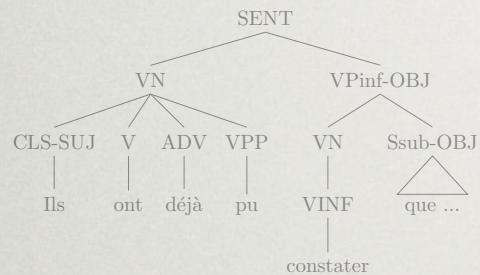 SENT
VN VPinf-OBJ
CLS-SUJ V ADV VPP VN Ssub-OBJ
Ils ont déjà pu VINF que ...
constater